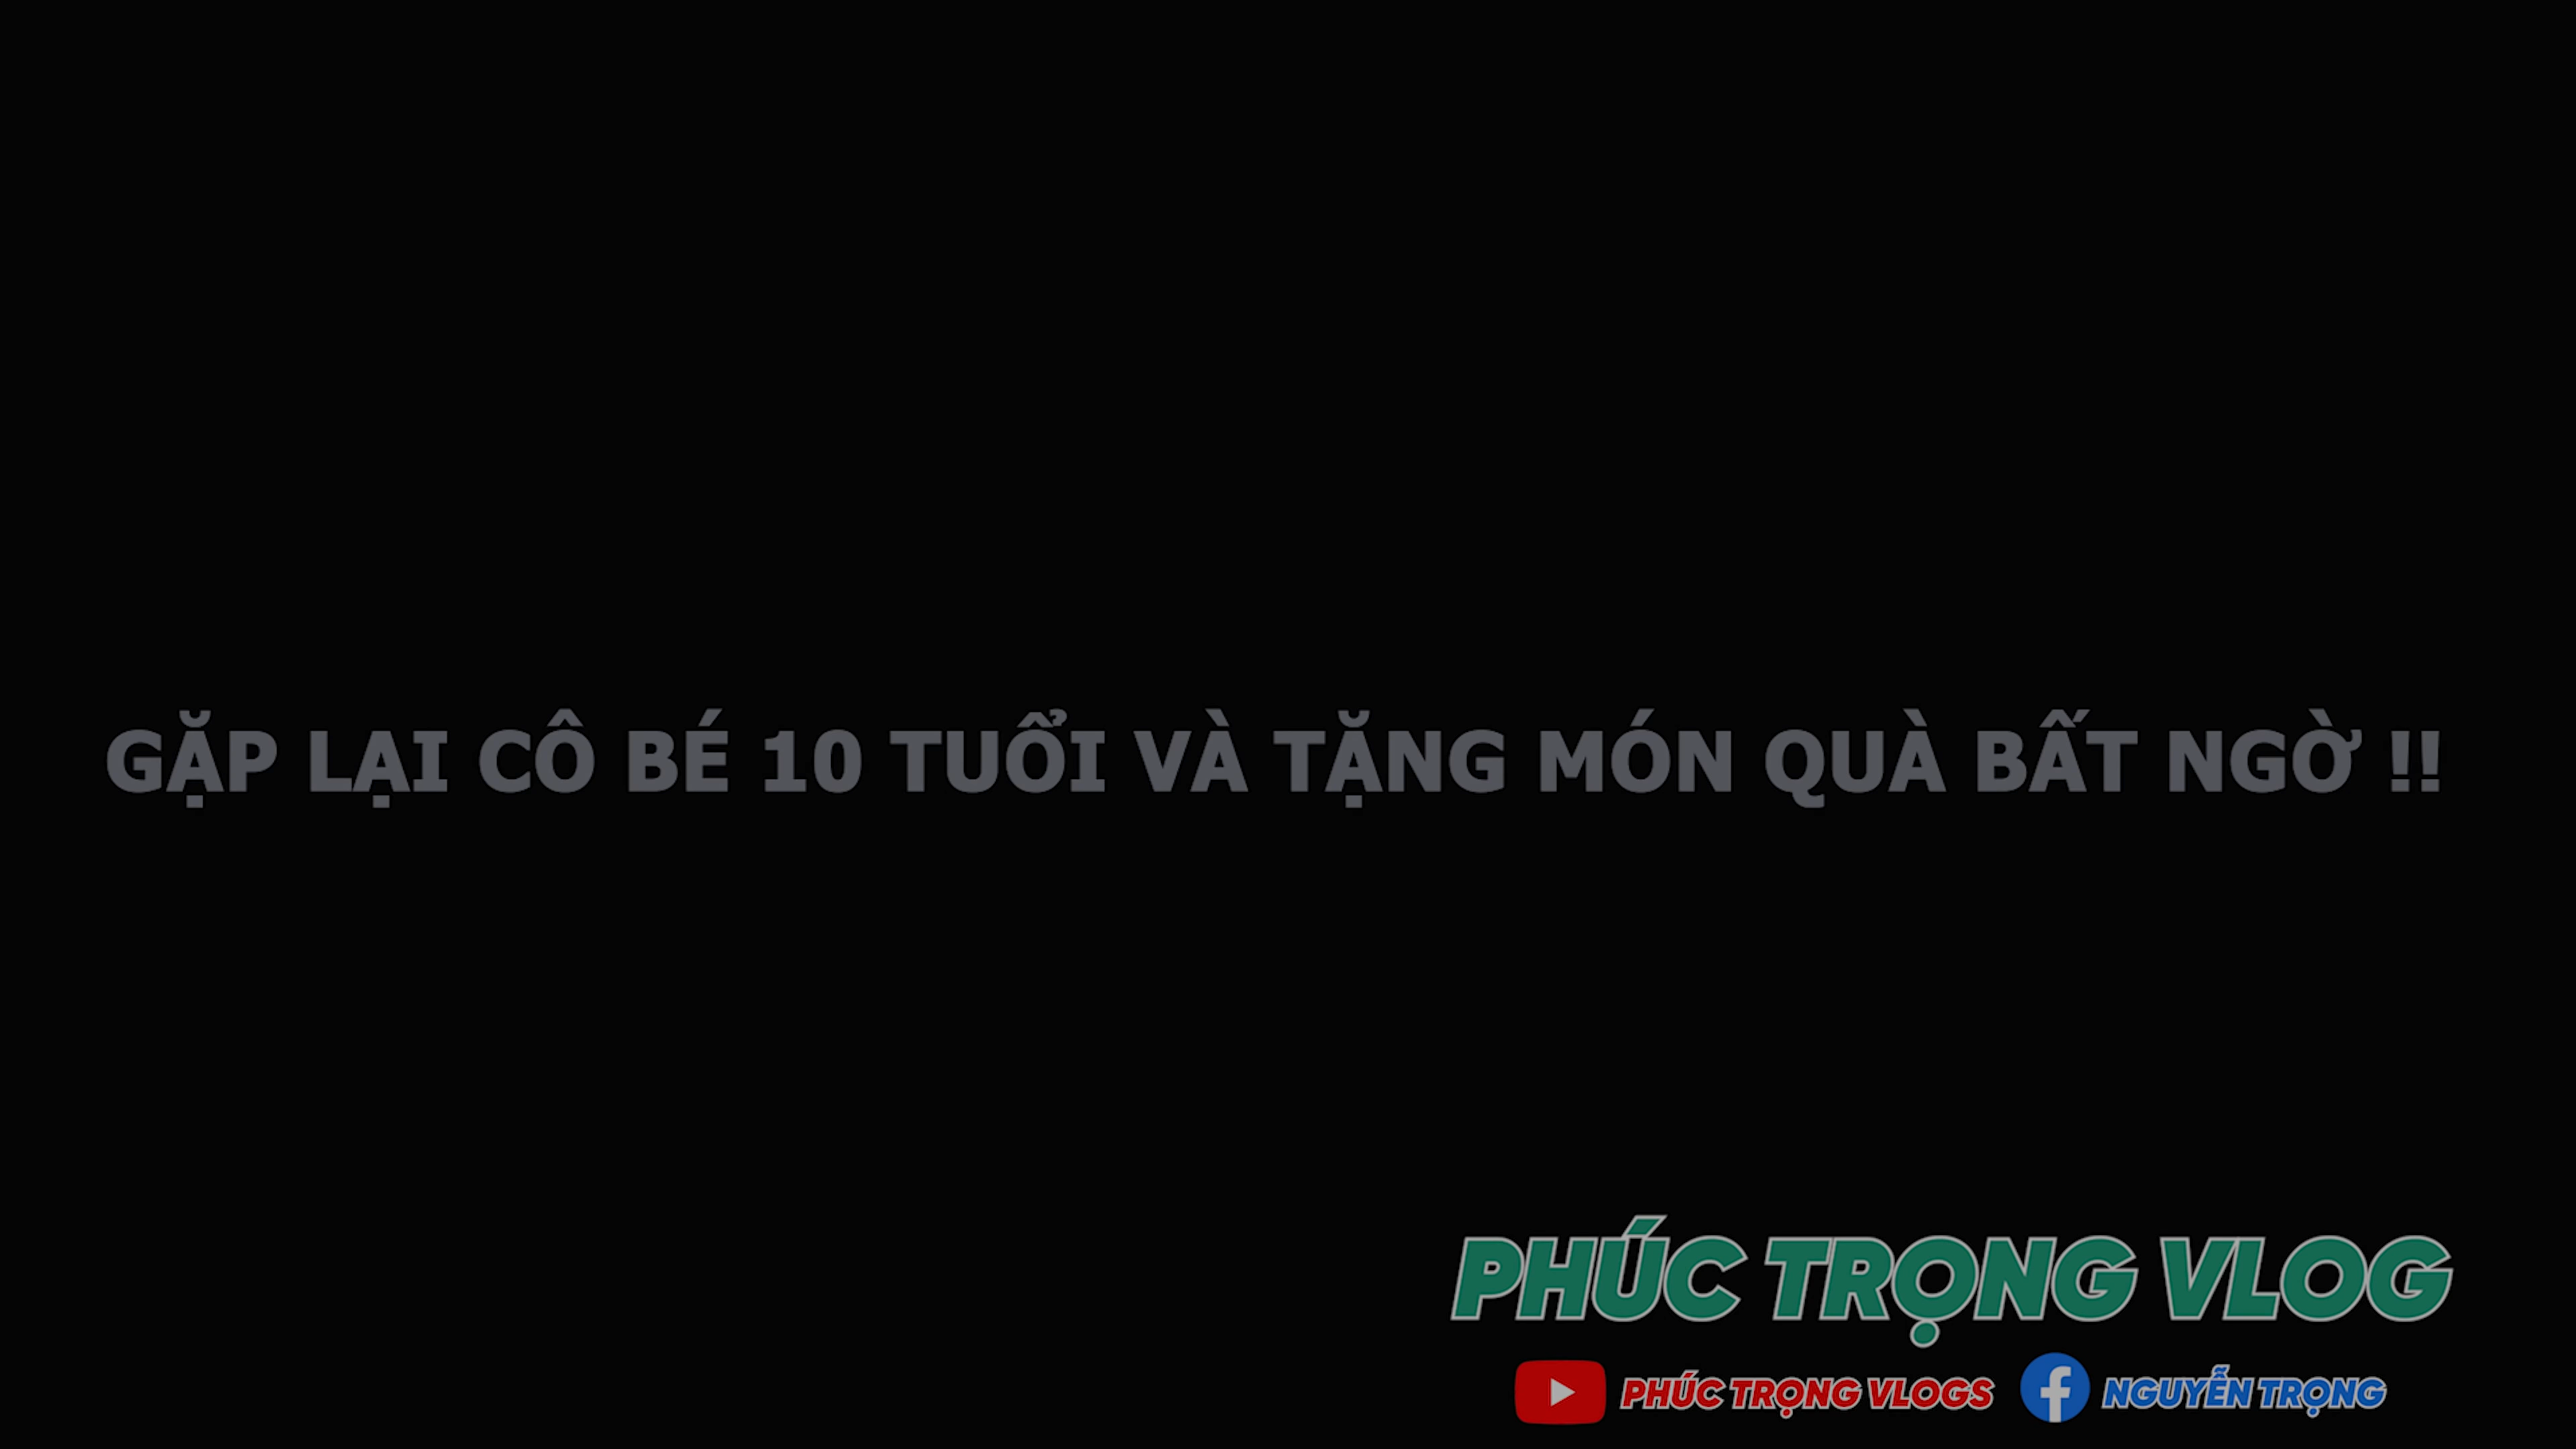 GẶP LẠI CÔ BÉ 10 TUỔI VÀ TẶNG MÓN QUÀ BẤT NGỜ !!
PHÚC TRỌNG VLOG
PHÚC TRỌNG VLOGS NGUYỄN TRỌNG